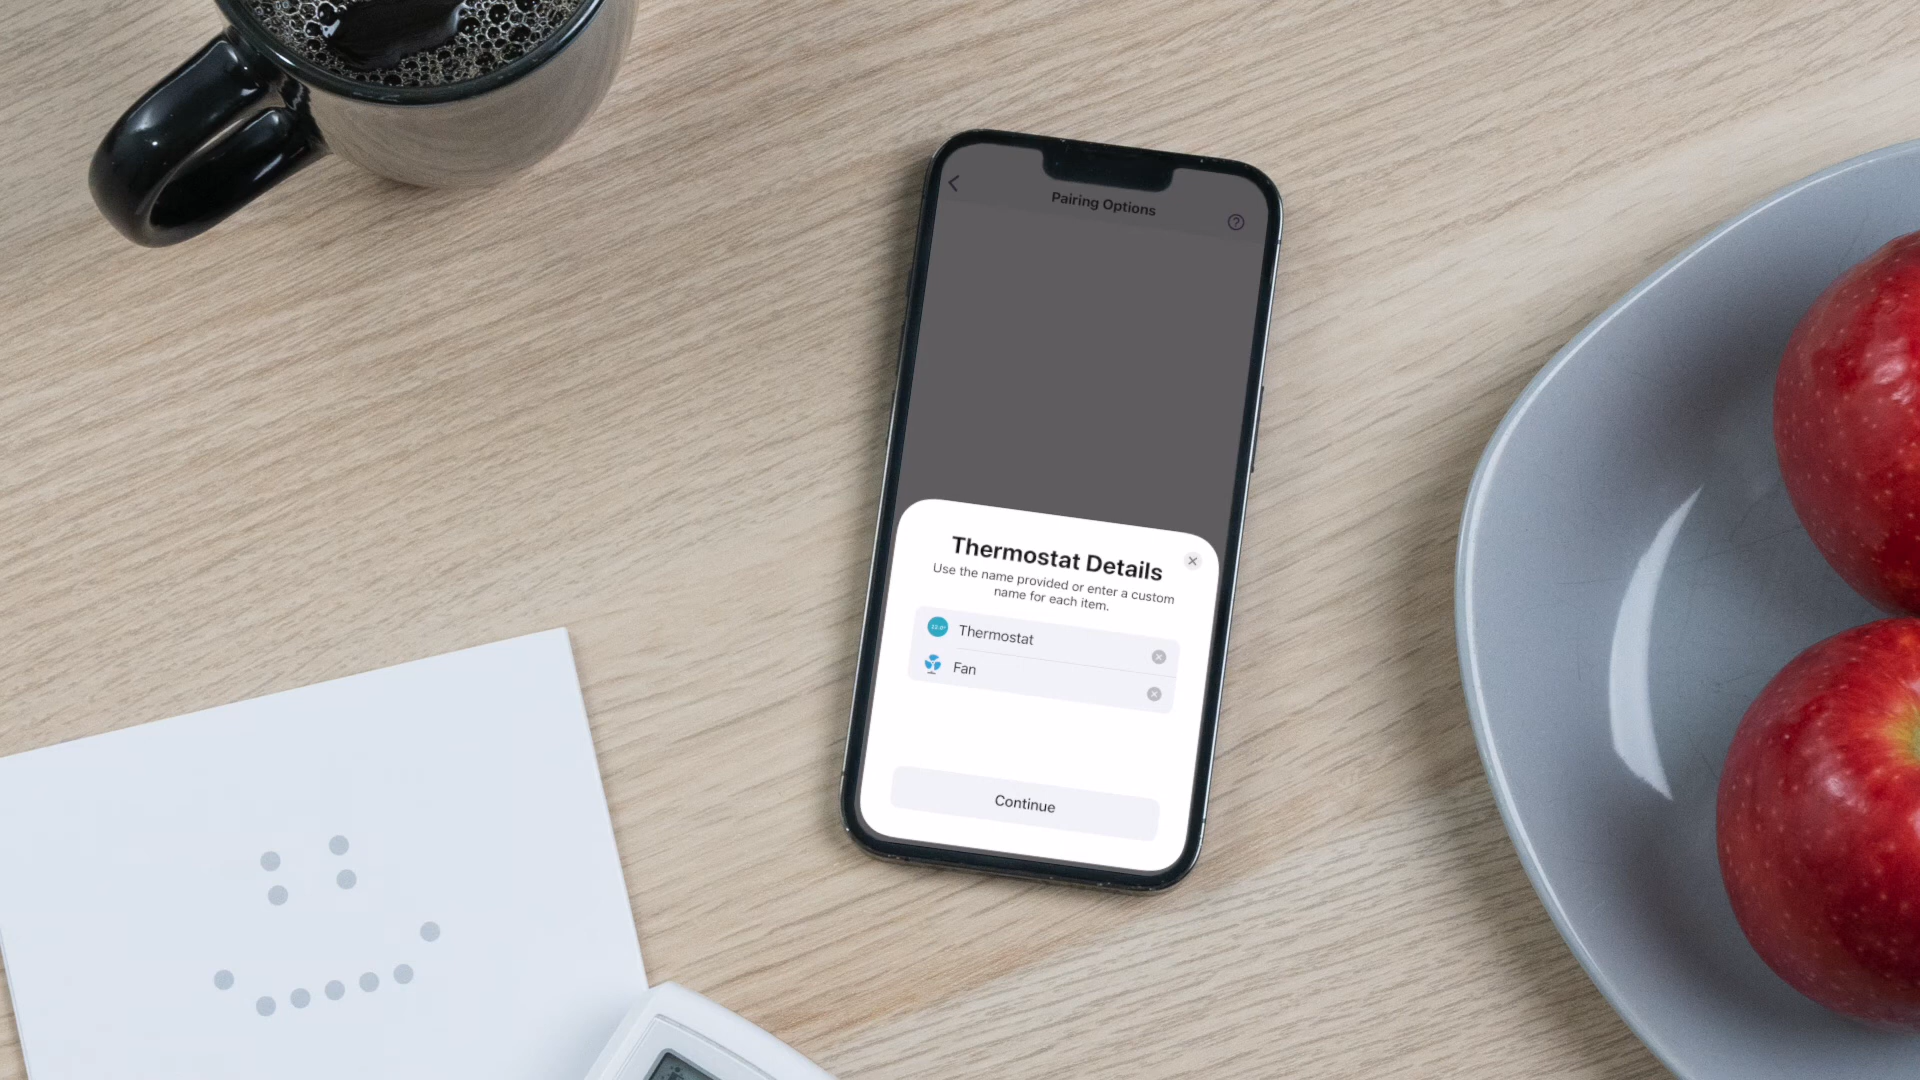 Pairing Options
Thermostat Details
Use the name provided or enter a custom
name for each item.
Thermostat
Fan
Continue